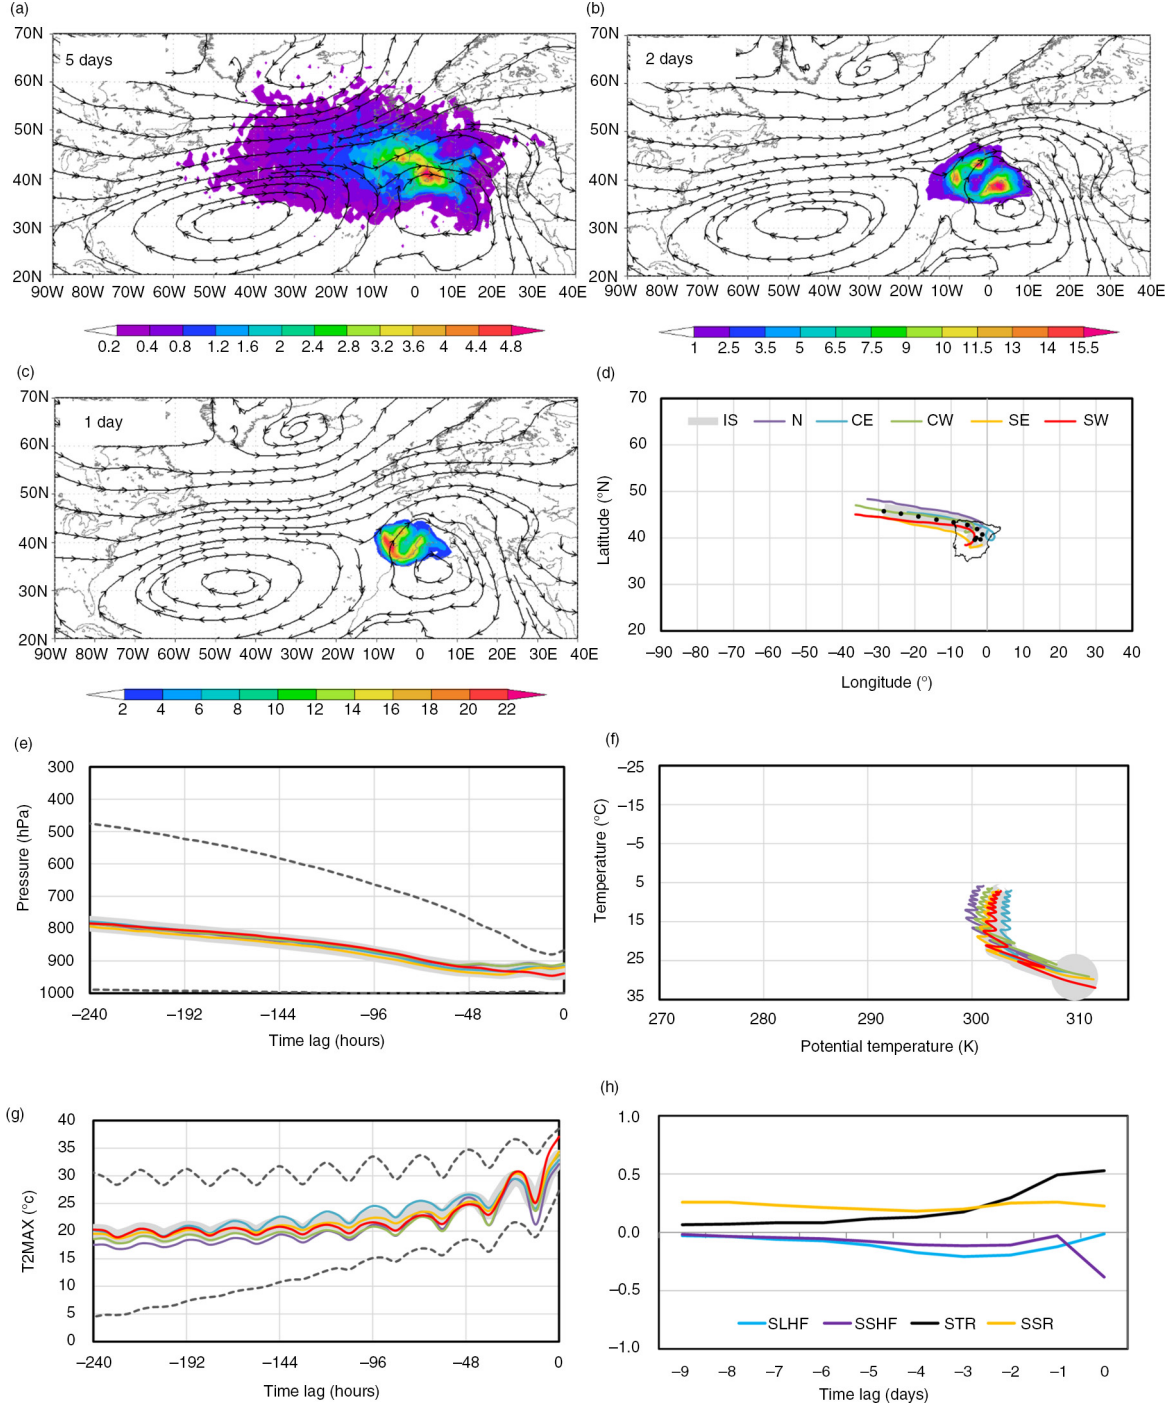 (a)
70N
60N
50N
40N
30N
20N
5 days
90W 80W 70W 60W 50W 40W 30W 20W 10W 0 10E 20E 30E 40E
0.2 0.4 0.8 1.2 1.6 2 2.4 2.8 3.2 3.6 4 4.4 4.8
(b)
70N
60N
50N
40N
30N
20N
2 days
90W 80W 70W 60W 50W 40W 30W 20W 10W 0 10E 20E 30E 40E
1 2.5 3.5 5 6.5 7.5 9 10 11.5 13 14 15.5
(c)
70N
60N
50N
40N
30N
20N
1 day
90W 80W 70W 60W 50W 40W 30W 20W 10W 0 10E 20E 30E 40E
2 4 6 8 10 12 14 16 18 20 22
(d)
70
60
50
40
30
20
Latitude (°N)
IS N CE CW SE SW
−90 −80 −70 −60 −50 −40 −30 −20 −10 0 10 20 30 40
Longitude (°)
(e)
300
400
500
600
700
800
900
1000
Pressure (hPa)
−240 −192 −144 −96 −48 0
Time lag (hours)
(f)
−25
−15
−5
5
15
25
35
Temperature (°C)
270 280 290 300 310
Potential temperature (K)
(g)
40
35
30
25
20
15
10
5
0
T2MAX (°c)
−240 −192 −144 −96 −48 0
Time lag (hours)
(h)
1.0
0.5
0.0
−0.5
−1.0
SLHF SSHF STR SSR
−9 −8 −7 −6 −5 −4 −3 −2 −1 0
Time lag (days)